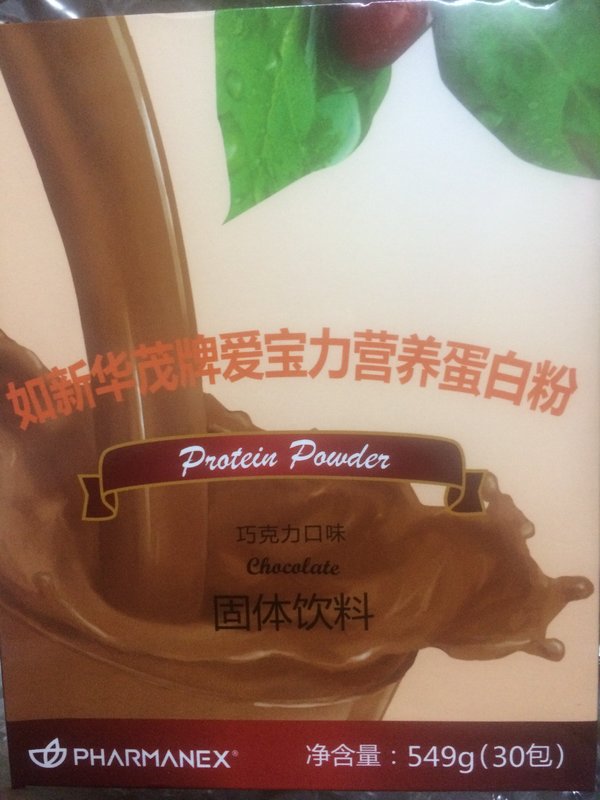 如新华茂牌爱宝力营养蛋白粉
Protein Powder
巧克力口味
Chocolate
固体饮料
PHARMANEX®
净含量：549g（30包）